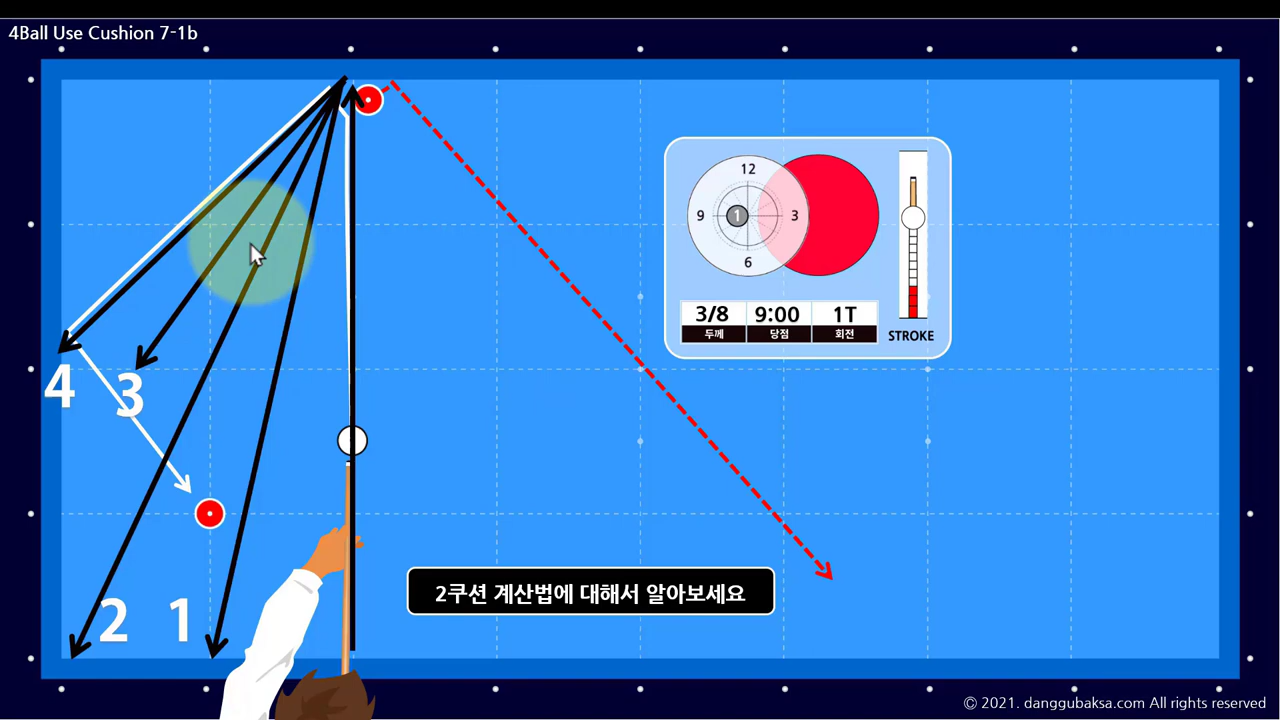 4Ball Use Cushion 7-1b
12
9
1
3
6
3/8
9:00
1T
두께
당점
회전
STROKE
4
3
2
1
2쿠션 계산법에 대해서 알아보세요
© 2021. danggubaksa.com All rights reserved